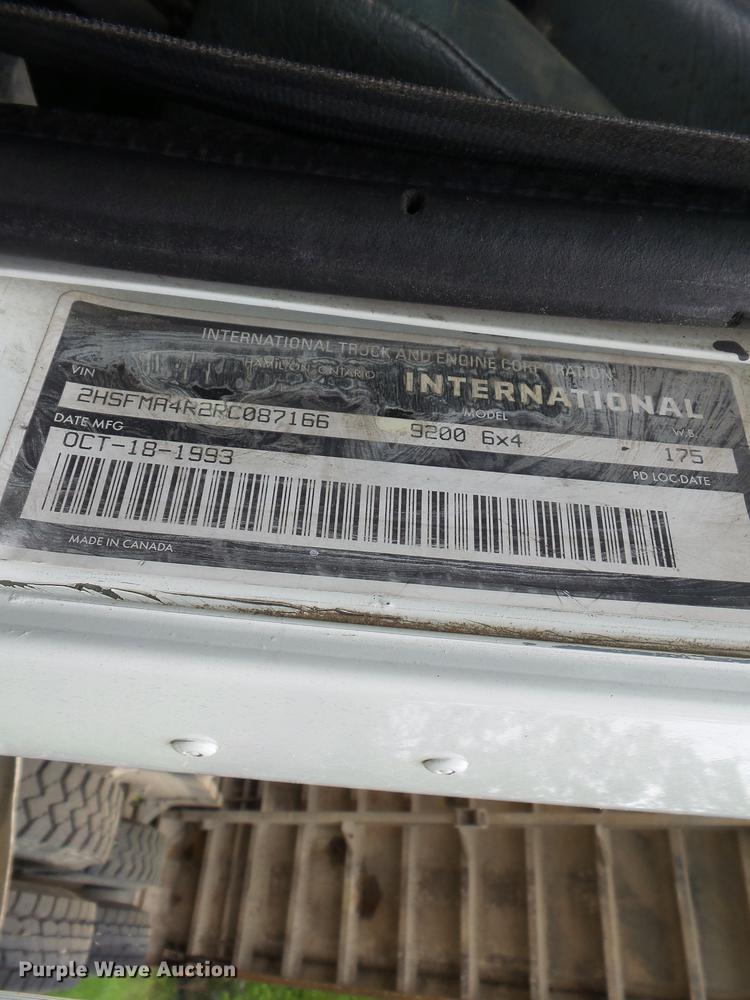 INTERNATIONAL TRUCK AND ENGINE CORPORATION
HAMILTON ONTARIO
INTERNATIONAL
VIN
MODEL
W.B.
2HSFMA4R2RC087166
9200 6x4
175
DATE MFG
PD LOC-DATE
OCT-18-1993
MADE IN CANADA
Purple Wave Auction